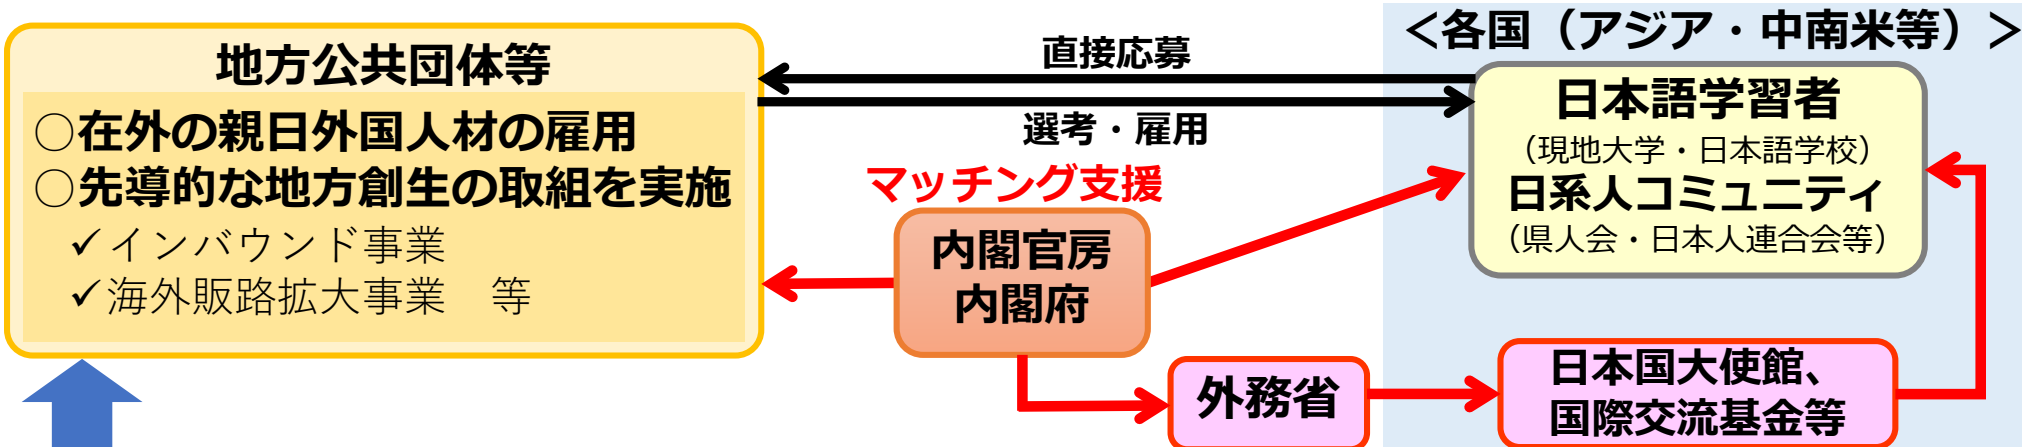 地方公共団体等
○在外の親日外国人材の雇用
○先導的な地方創生の取組を実施
✓インバウンド事業
✓海外販路拡大事業　等
直接応募
選考・雇用
マッチング支援
内閣官房
内閣府
外務省
＜各国（アジア・中南米等）＞
日本語学習者
（現地大学・日本語学校）
日系人コミュニティ
（県人会・日本人連合会等）
日本国大使館、
国際交流基金等